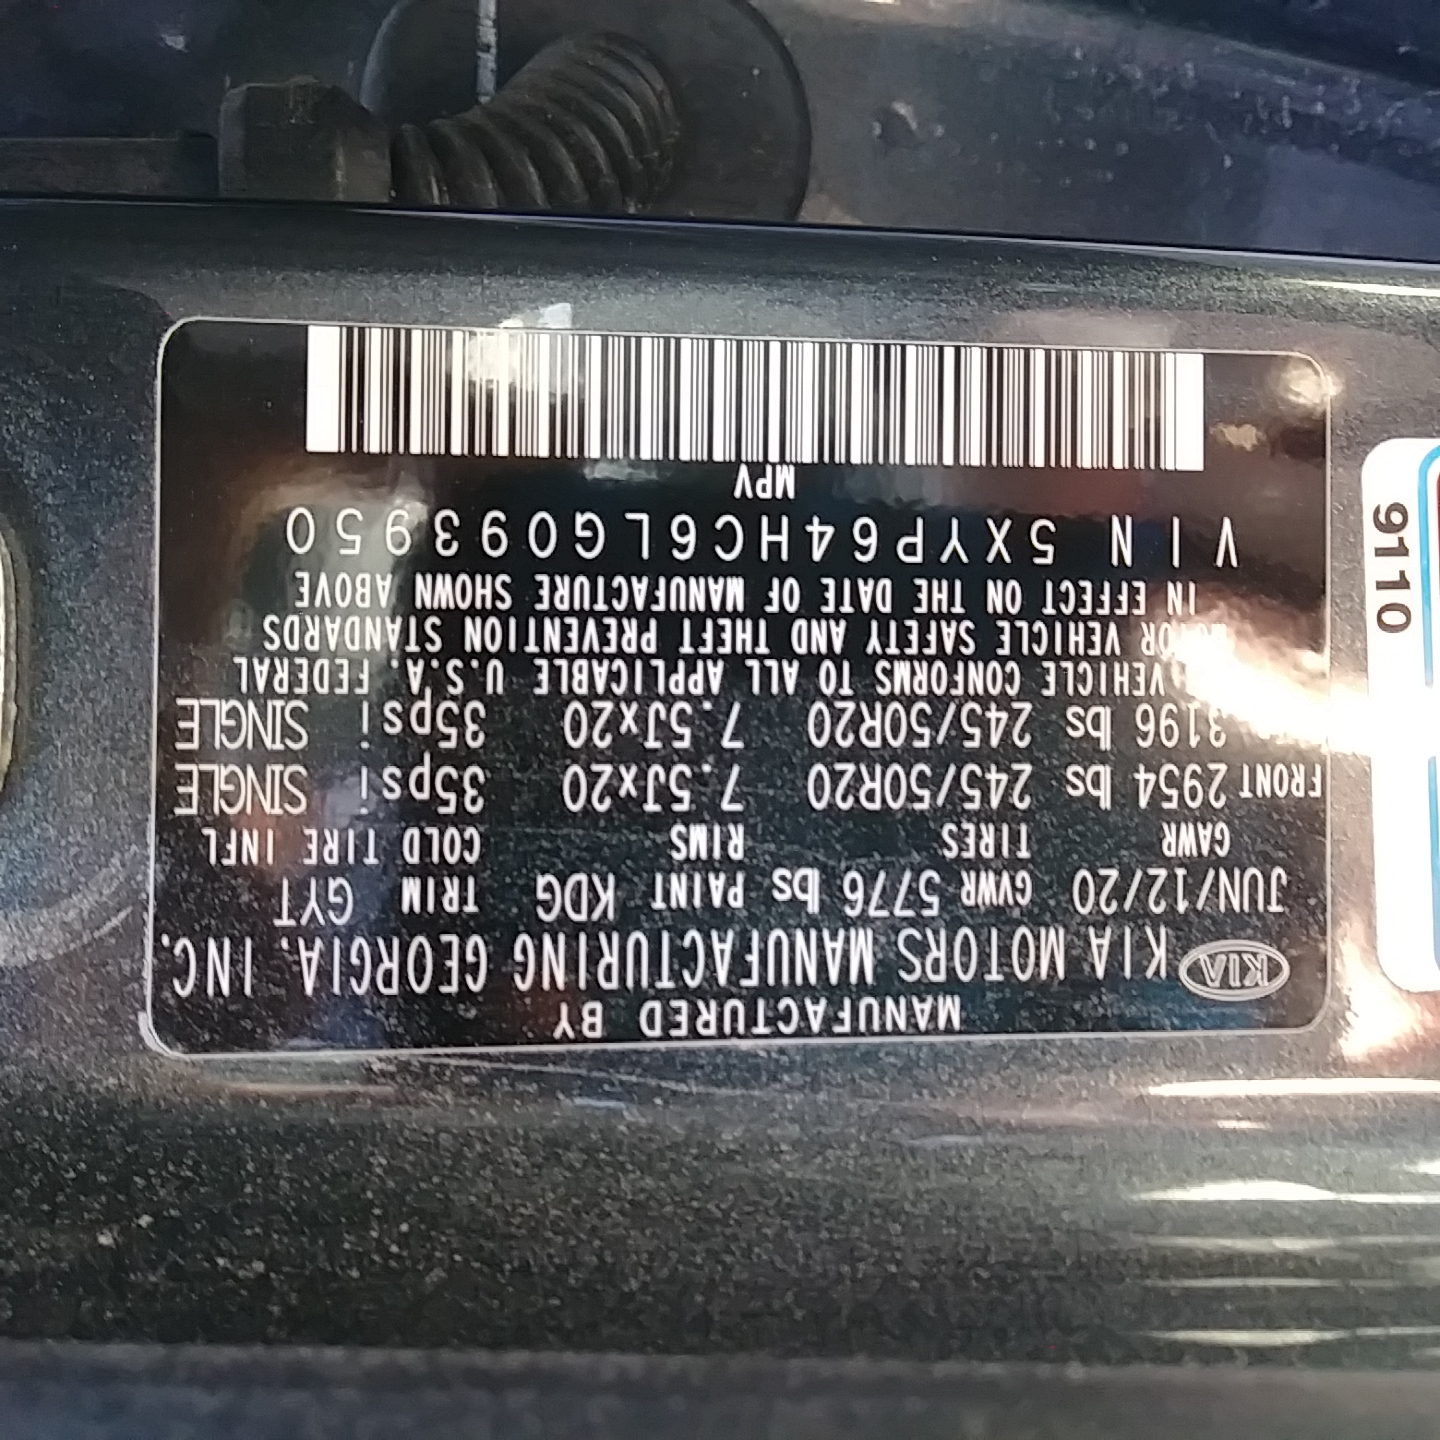 MANUFACTURED BY
KIA KIA MOTORS MANUFACTURING GEORGIA, INC.
JUN/12/20 GVWR 5776 lbs PAINT KDG TRIM GYT
GAWR TIRES RIMS COLD TIRE INFL
FRONT 2954 lbs 245/50R20 7.5Jx20 35psi SINGLE
3196 lbs 245/50R20 7.5Jx20 35psi SINGLE
VEHICLE CONFORMS TO ALL APPLICABLE U.S.A. FEDERAL
MOTOR VEHICLE SAFETY AND THEFT PREVENTION STANDARDS
IN EFFECT ON THE DATE OF MANUFACTURE SHOWN ABOVE
VIN 5XYP64HC6LG093950
MPV
9110